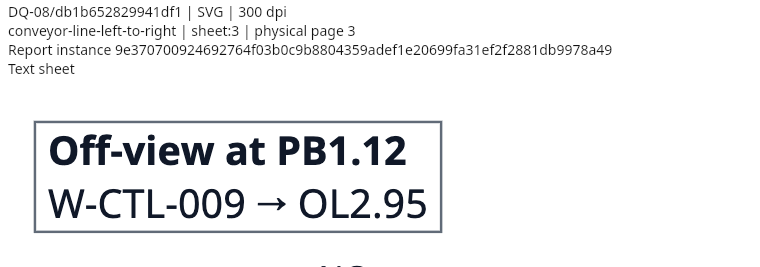 DQ-08/db1b652829941df1 | SVG | 300 dpi
conveyor-line-left-to-right | sheet:3 | physical page 3
Report instance 9e370700924692764f03b0c9b8804359adef1e20699fa31ef2f2881db9978a49
Text sheet
Off-view at PB1.12
W-CTL-009 → OL2.95